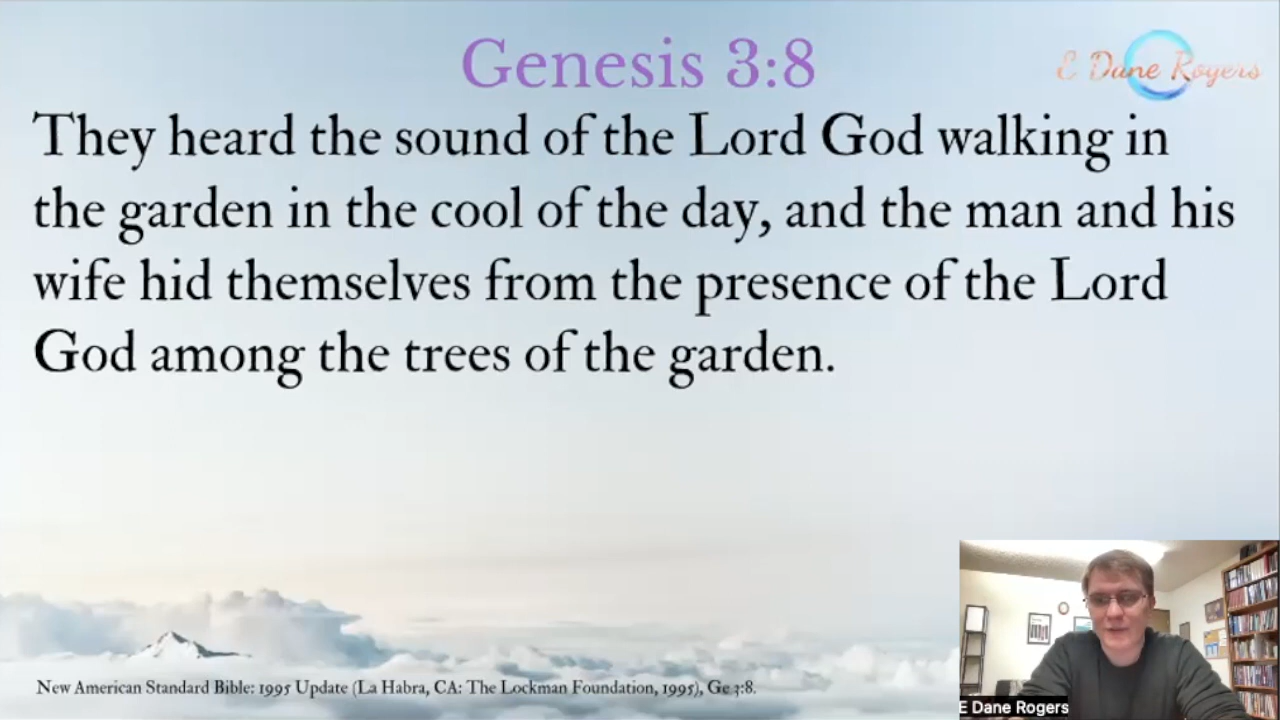 Genesis 3:8
E Dane Rogers
They heard the sound of the Lord God walking in
the garden in the cool of the day, and the man and his
wife hid themselves from the presence of the Lord
God among the trees of the garden.
New American Standard Bible: 1995 Update (La Habra, CA: The Lockman Foundation, 1995), Ge 3:8.
E Dane Rogers